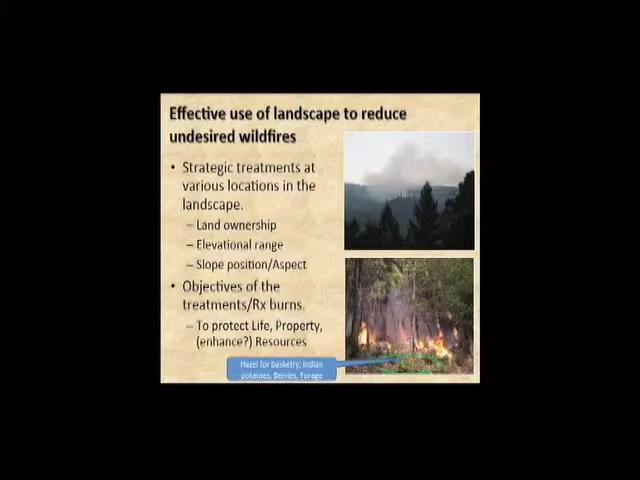 Effective use of landscape to reduce
undesired wildfires
• Strategic treatments at
various locations in the
landscape.
– Land ownership
– Elevational range
– Slope position/Aspect
• Objectives of the
treatments/Rx burns.
– To protect Life, Property,
(enhance?) Resources
Hazel for basketry, Indian
potatoes, Berries, Forage